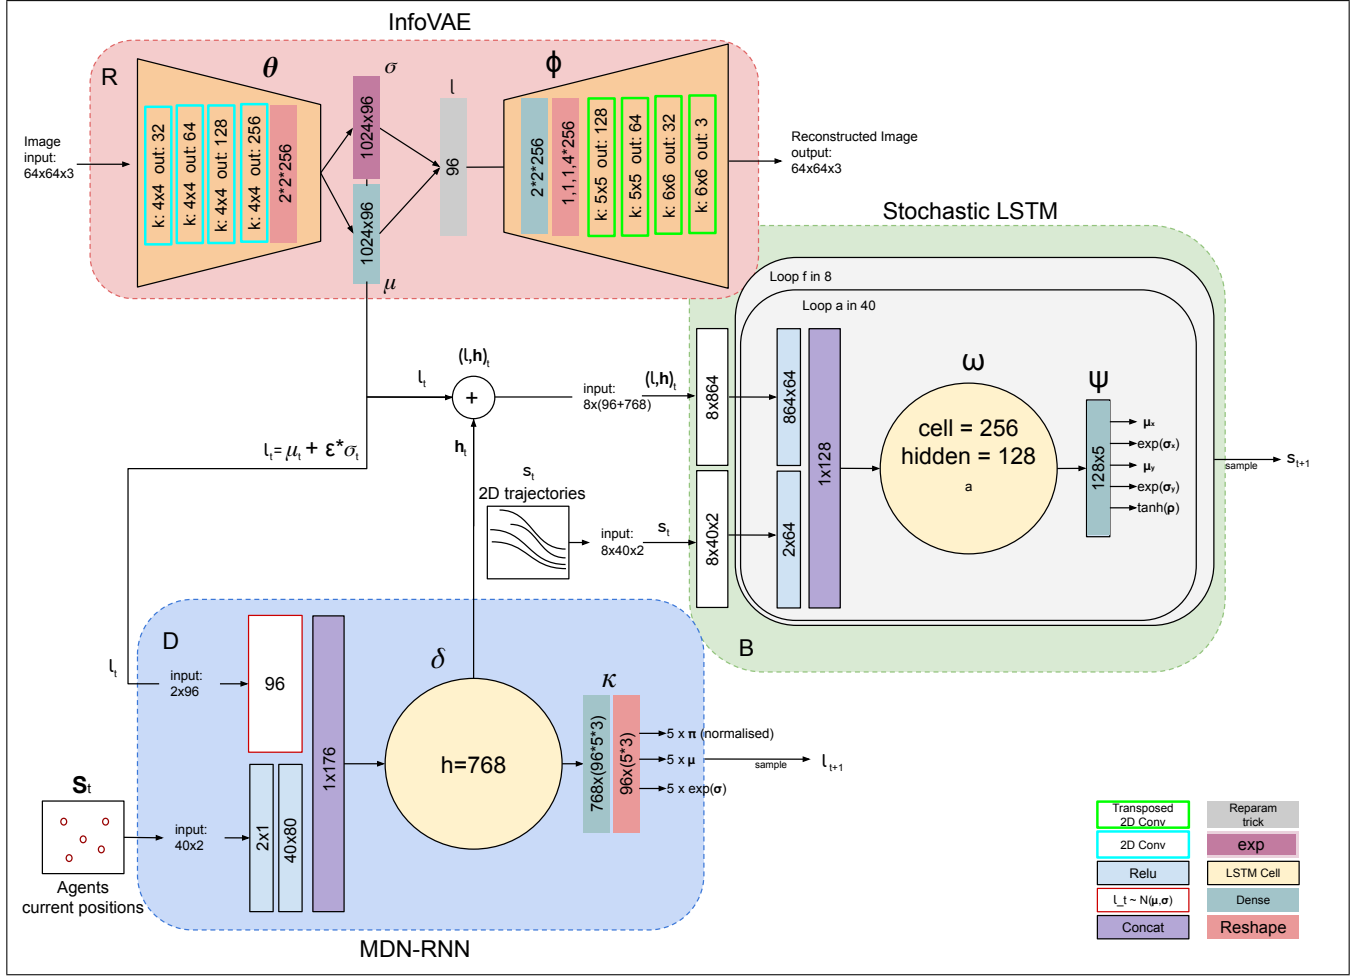 InfoVAE
R
θ
σ
l
ϕ
Image
input:
64x64x3
k: 4x4 out: 32
k: 4x4 out: 64
k: 4x4 out: 128
k: 4x4 out: 256
2*2*256
1024x96
1024x96
μ
96
2*2*256
1,1,1,4*256
k: 5x5 out: 128
k: 5x5 out: 64
k: 6x6 out: 32
k: 6x6 out: 3
Reconstructed Image
output:
64x64x3
Stochastic LSTM
Loop f in 8
Loop a in 40
(l,h)t
lt
+
input:
8x(96+768)
(l,h)t
8x864
864x64
1x128
ω
cell = 256
hidden = 128
a
ψ
128x5
μx
exp(σx)
μy
exp(σy)
tanh(ρ)
sample
st+1
lt= μt + ε*σt
ht
st
2D trajectories
input:
8x40x2
st
8x40x2
2x64
B
D
lt
input:
2x96
96
1x176
δ
h=768
κ
768x(96*5*3)
96x(5*3)
5 x π (normalised)
5 x μ
5 x exp(σ)
sample
lt+1
St
input:
40x2
2x1
40x80
Agents
current positions
MDN-RNN
Transposed
2D Conv
Reparam
trick
2D Conv
exp
Relu
LSTM Cell
l_t ~ N(μ,σ)
Dense
Concat
Reshape